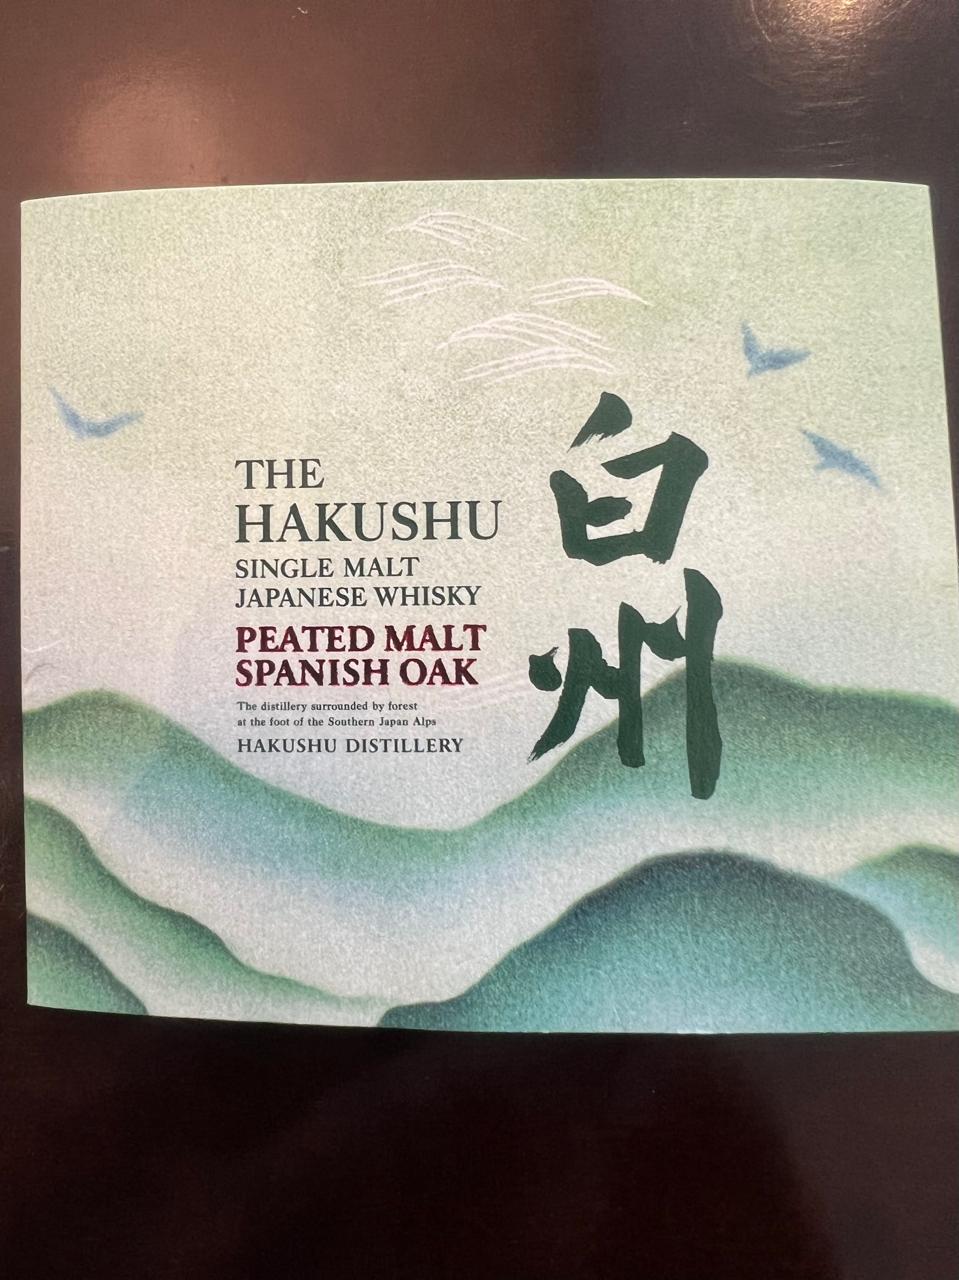 THE
HAKUSHU
SINGLE MALT
JAPANESE WHISKY
PEATED MALT
SPANISH OAK
The distillery surrounded by forest
at the foot of the Southern Japan Alps
HAKUSHU DISTILLERY
白州